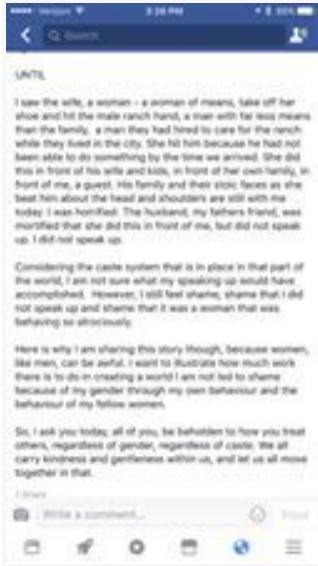 3:28 PM
Search
UNTIL
I saw the wife, a woman - a woman of means, take off her
shoe and hit the male ranch hand, a man with far less means
than the family, a man they had hired to care for the ranch
while they lived in the city. She hit him because he had not
been able to do something by the time we arrived. She did
this in front of his wife and kids, in front of her own family, in
front of me, a guest. His family and their stoic faces as she
beat him about the head and shoulders are still with me
today. I was horrified. The husband, my fathers friend, was
mortified that she did this in front of me, but did not speak
up. I did not speak up.
Considering the caste system that is in place in that part of
the world, I am not sure what my speaking up would have
accomplished. However, I still feel shame, shame that I did
not speak up and shame that it was a woman that was
behaving so atrociously.
Here is why I am sharing this story though, because women,
like men, can be awful. I want to illustrate how much work
there is to do in creating a world I am not led to shame
because of my gender through my own behaviour and the
behaviour of my fellow women.
So, I ask you today, all of you, be beholden to how you treat
others, regardless of gender, regardless of caste. We all
carry kindness and gentleness within us, and let us all move
together in that.
1 Share
Write a comment...
Post